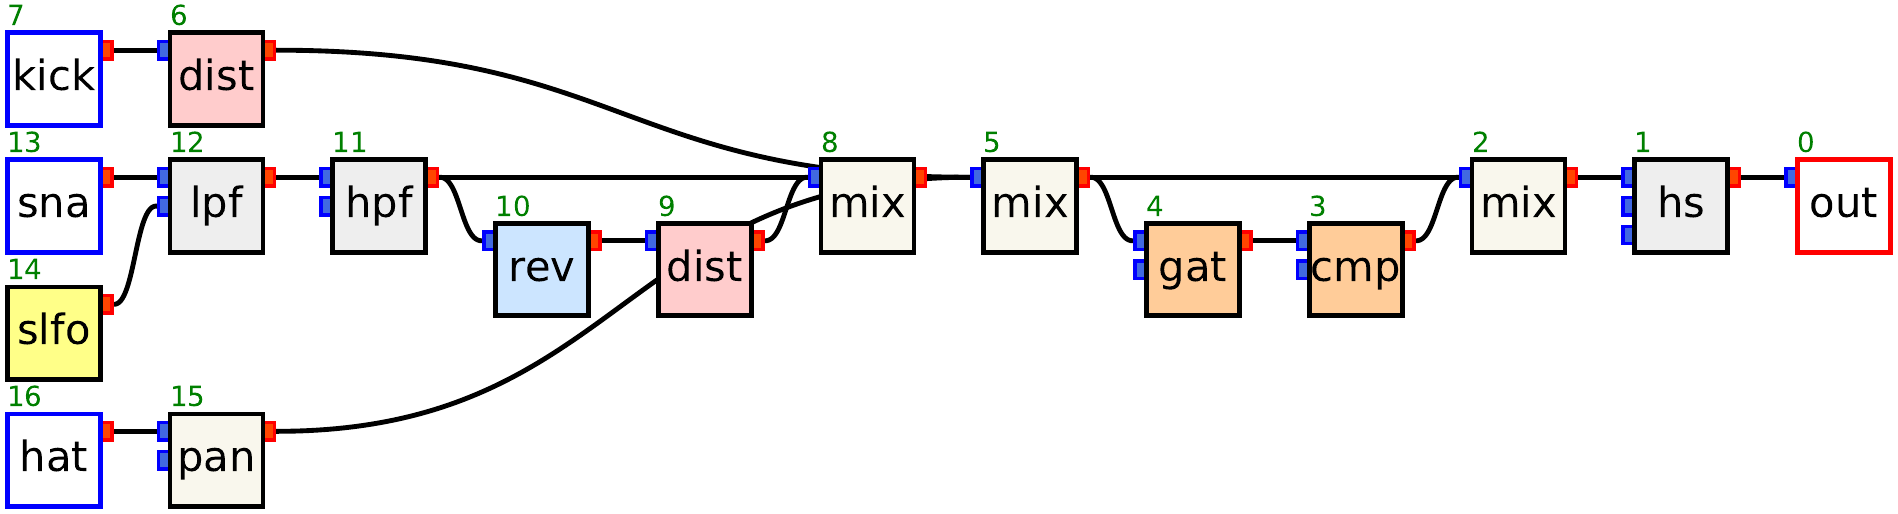 7
kick
6
dist
13
sna
12
lpf
11
hpf
10
rev
9
dist
8
mix
5
mix
4
gat
3
cmp
2
mix
1
hs
0
out
14
slfo
16
hat
15
pan